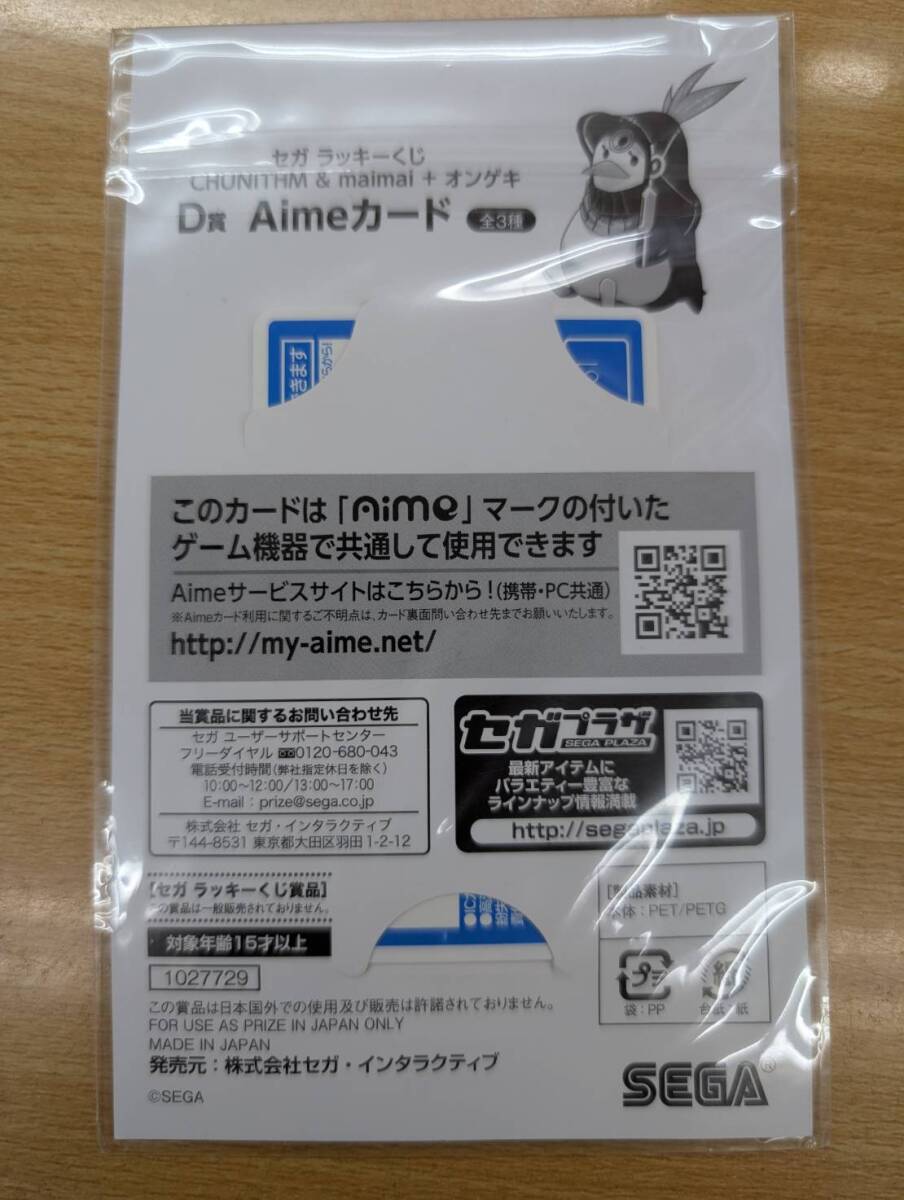 セガ ラッキーくじ
CHUNITHM & maimai + オンゲキ
D賞 Aimeカード 全3種
きます
ちらから!
このカードは「Aime」マークの付いた
ゲーム機器で共通して使用できます
Aimeサービスサイトはこちらから!(携帯・PC共通)
※Aimeカード利用に関するご不明点は、カード裏面問い合わせ先までお願いいたします。
http://my-aime.net/
当賞品に関するお問い合わせ先
セガ ユーザーサポートセンター
フリーダイヤル 0120-680-043
電話受付時間(弊社指定休日を除く)
10:00~12:00/13:00~17:00
E-mail : prize@sega.co.jp
株式会社 セガ・インタラクティブ
〒144-8531 東京都大田区羽田1-2-12
セガプラザ
SEGA PLAZA
最新アイテムに
バラエティー豊富な
ラインナップ情報満載
http://segaplaza.jp
[セガ ラッキーくじ賞品]
この賞品は一般販売されておりません。
対象年齢15才以上
1027729
[製品素材]
本体:PET/PETG
プラ
袋:PP
紙
台紙:紙
この賞品は日本国外での使用及び販売は許諾されておりません。
FOR USE AS PRIZE IN JAPAN ONLY
MADE IN JAPAN
発売元:株式会社セガ・インタラクティブ
©SEGA
SEGA®